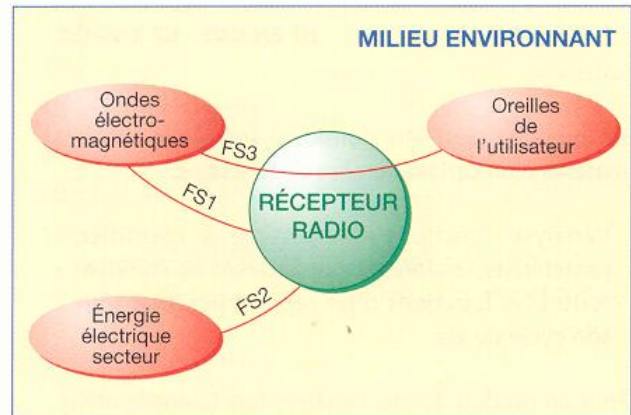 MILIEU ENVIRONNANT
Ondes
électro-
magnétiques
Oreilles
de
l'utilisateur
FS3
FS1
RÉCEPTEUR
RADIO
FS2
Énergie
électrique
secteur